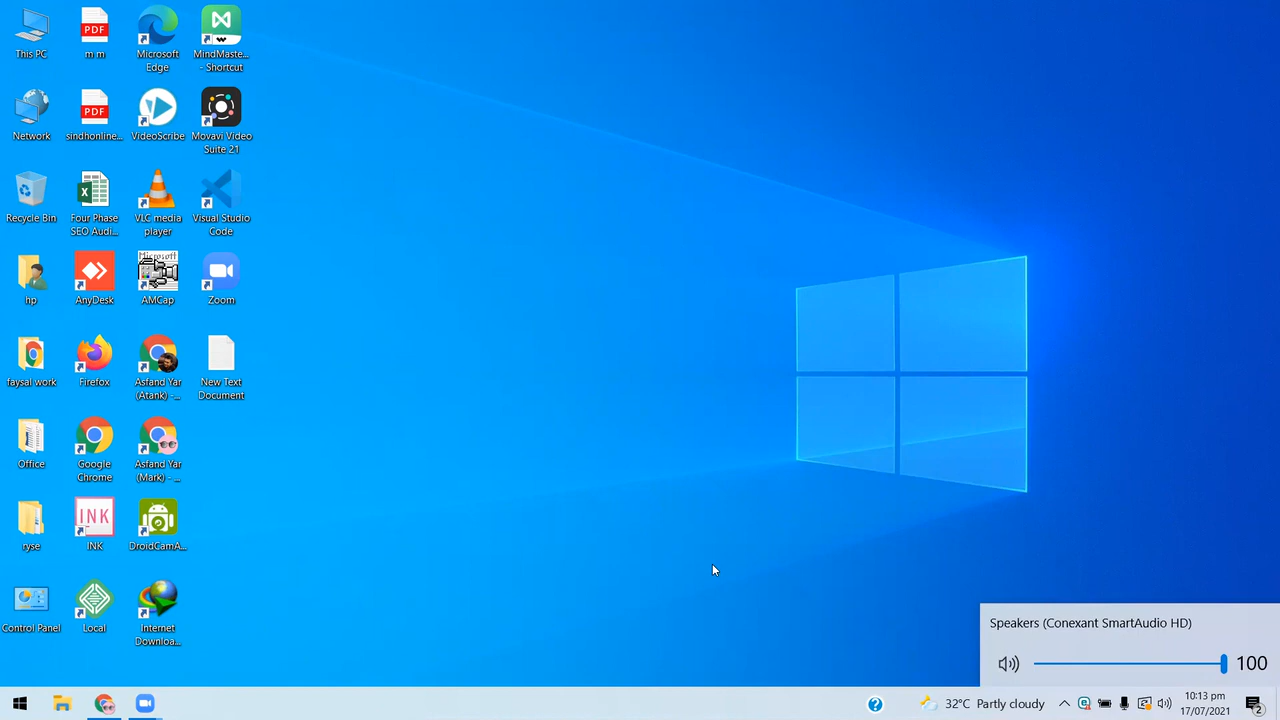 This PC
m m
Microsoft
Edge
MindMaste...
- Shortcut
Network
sindhonline...
VideoScribe
Movavi Video
Suite 21
Recycle Bin
Four Phase
SEO Audi...
VLC media
player
Visual Studio
Code
hp
AnyDesk
AMCap
Zoom
faysal work
Firefox
Asfand Yar
(Atank) -...
New Text
Document
Office
Google
Chrome
Asfand Yar
(Mark) - ...
ryse
INK
DroidCamA...
Control Panel
Local
Internet
Downloa...
PDF
PDF
Microsoft
INK
Speakers (Conexant SmartAudio HD)
100
32°C Partly cloudy
10:13 pm
17/07/2021
2